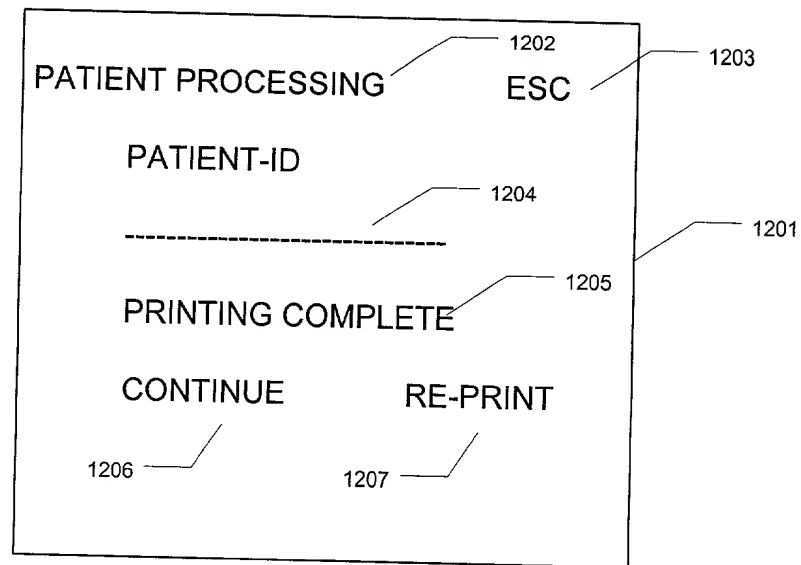 1202
1203
PATIENT PROCESSING ESC
PATIENT-ID
1204
--------------------------------
1201
1205
PRINTING COMPLETE
CONTINUE RE-PRINT
1206
1207